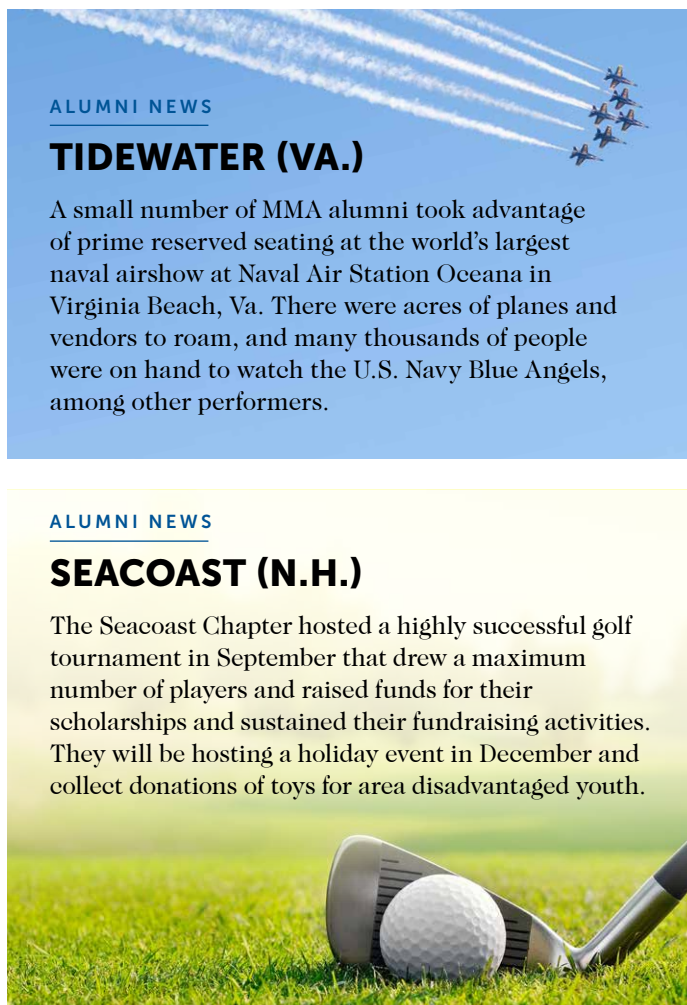 ALUMNI NEWS
TIDEWATER (VA.)
A small number of MMA alumni took advantage
of prime reserved seating at the world’s largest
naval airshow at Naval Air Station Oceana in
Virginia Beach, Va. There were acres of planes and
vendors to roam, and many thousands of people
were on hand to watch the U.S. Navy Blue Angels,
among other performers.
ALUMNI NEWS
SEACOAST (N.H.)
The Seacoast Chapter hosted a highly successful golf
tournament in September that drew a maximum
number of players and raised funds for their
scholarships and sustained their fundraising activities.
They will be hosting a holiday event in December and
collect donations of toys for area disadvantaged youth.